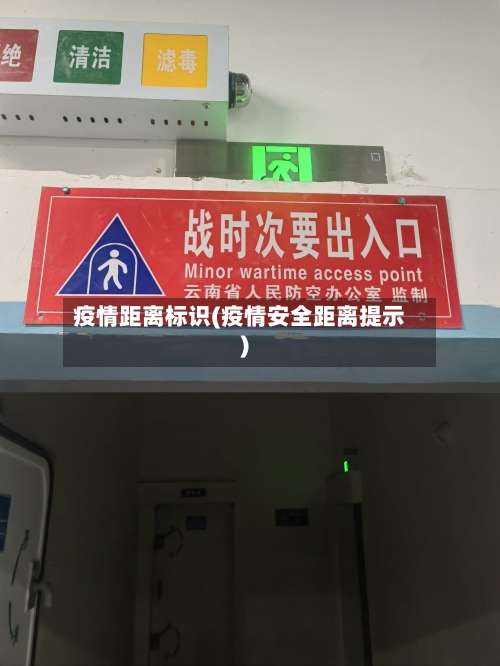 绝
清洁
滤毒
战时次要出入口
Minor wartime access point
云南省人民防空办公室 监制
疫情距离标识(疫情安全距离提示
)